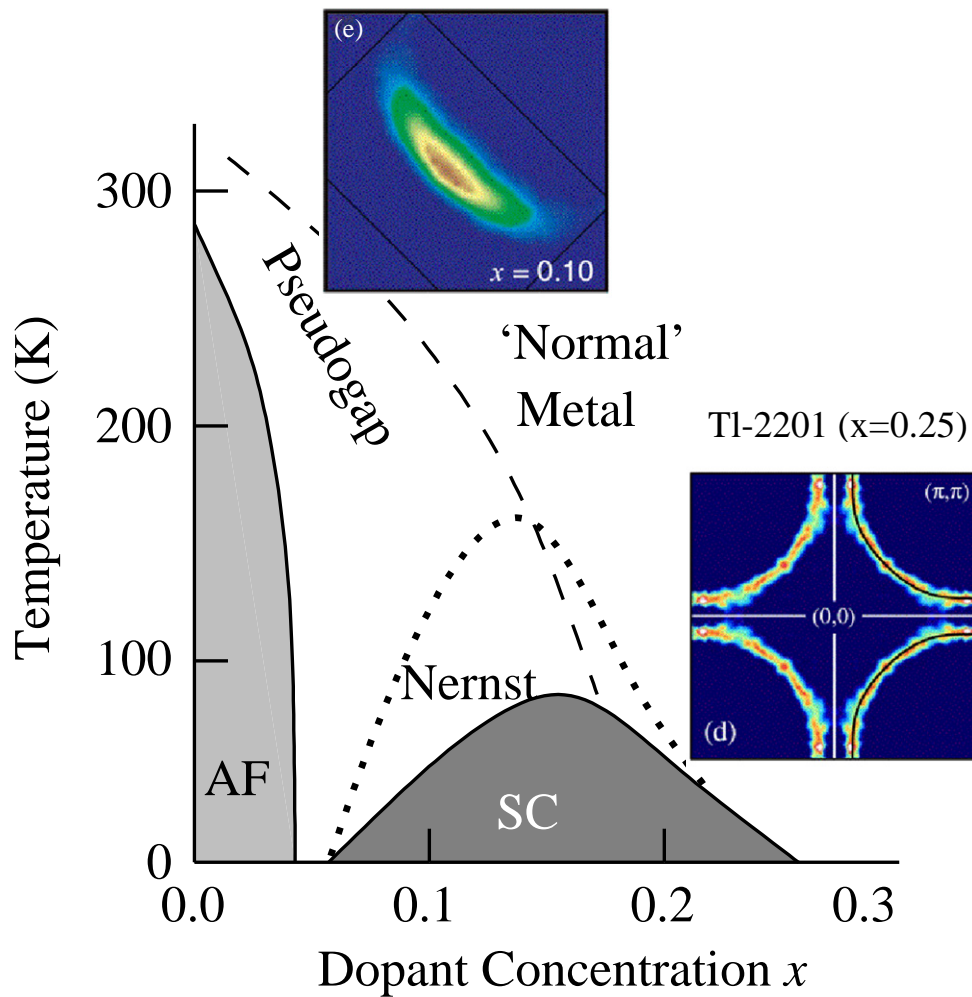 (e)
x = 0.10
300
Pseudogap
'Normal'
Metal
Temperature (K)
200
Tl-2201 (x=0.25)
(π,π)
(0,0)
(d)
100
Nernst
AF
SC
0
0.0
0.1
0.2
0.3
Dopant Concentration x